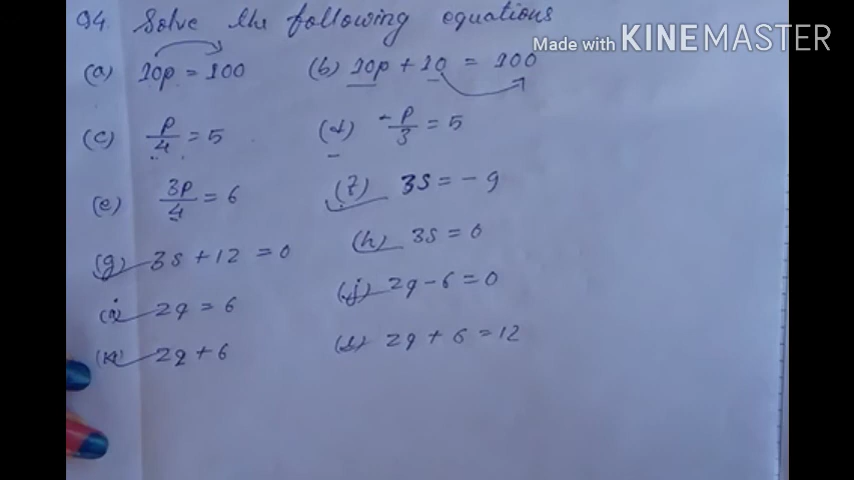 Q4. Solve the following equations
Made with KINEMASTER
(a) 10p = 100 (b) 10p + 10 = 100
(c) p/4 = 5 (d) -p/3 = 5
(e) 3p/4 = 6 (f) 3s = -9
(g) 3s + 12 = 0 (h) 3s = 0
(i) 2q = 6 (j) 2q - 6 = 0
(k) 2q + 6 (l) 2q + 6 = 12